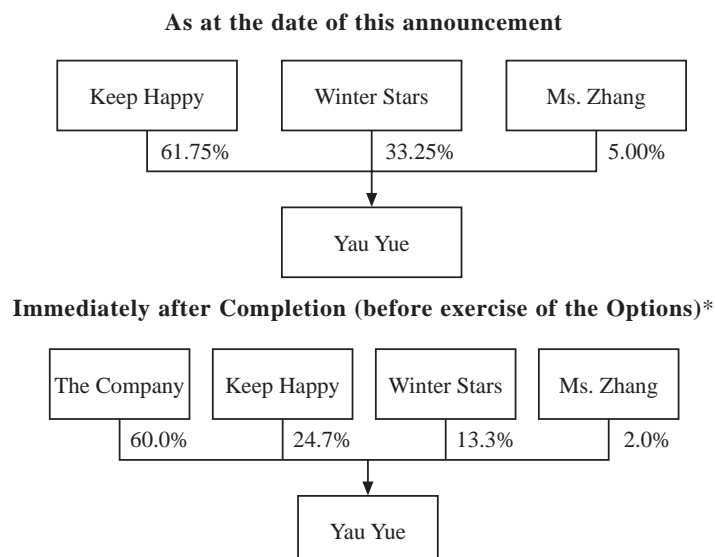 As at the date of this announcement
Keep Happy Winter Stars Ms. Zhang
61.75% 33.25% 5.00%
Yau Yue
Immediately after Completion (before exercise of the Options)*
The Company Keep Happy Winter Stars Ms. Zhang
60.0% 24.7% 13.3% 2.0%
Yau Yue